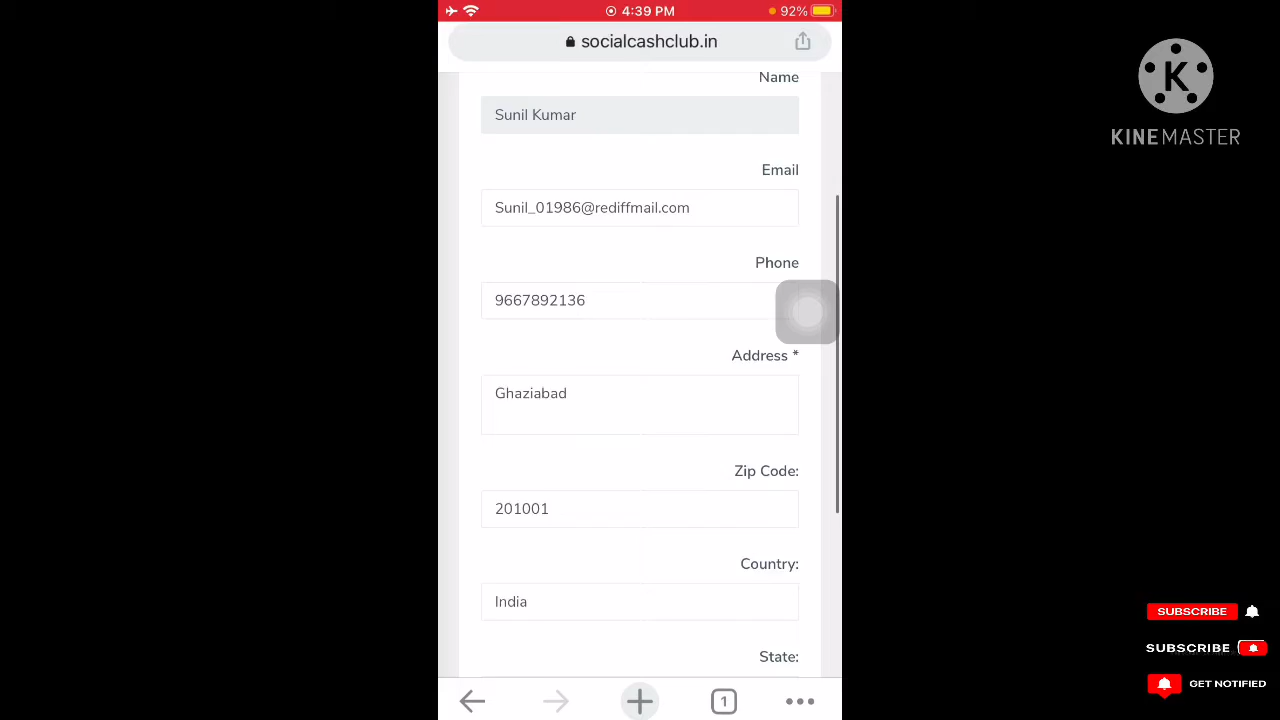 4:39 PM
92%
socialcashclub.in
Name
Sunil Kumar
Email
Sunil_01986@rediffmail.com
Phone
9667892136
Address *
Ghaziabad
Zip Code:
201001
Country:
India
State:
1
K
KINEMASTER
SUBSCRIBE
SUBSCRIBE
GET NOTIFIED